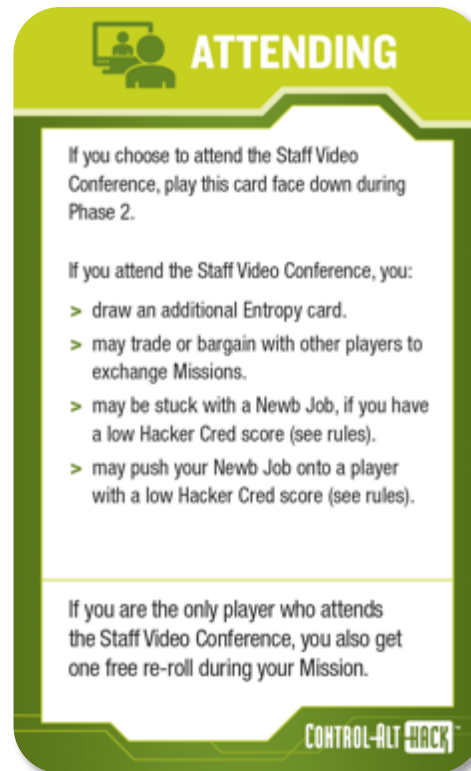 ATTENDING
If you choose to attend the Staff Video
Conference, play this card face down during
Phase 2.
If you attend the Staff Video Conference, you:
> draw an additional Entropy card.
> may trade or bargain with other players to
exchange Missions.
> may be stuck with a Newb Job, if you have
a low Hacker Cred score (see rules).
> may push your Newb Job onto a player
with a low Hacker Cred score (see rules).
If you are the only player who attends
the Staff Video Conference, you also get
one free re-roll during your Mission.
CONTROL-ALT HACK™